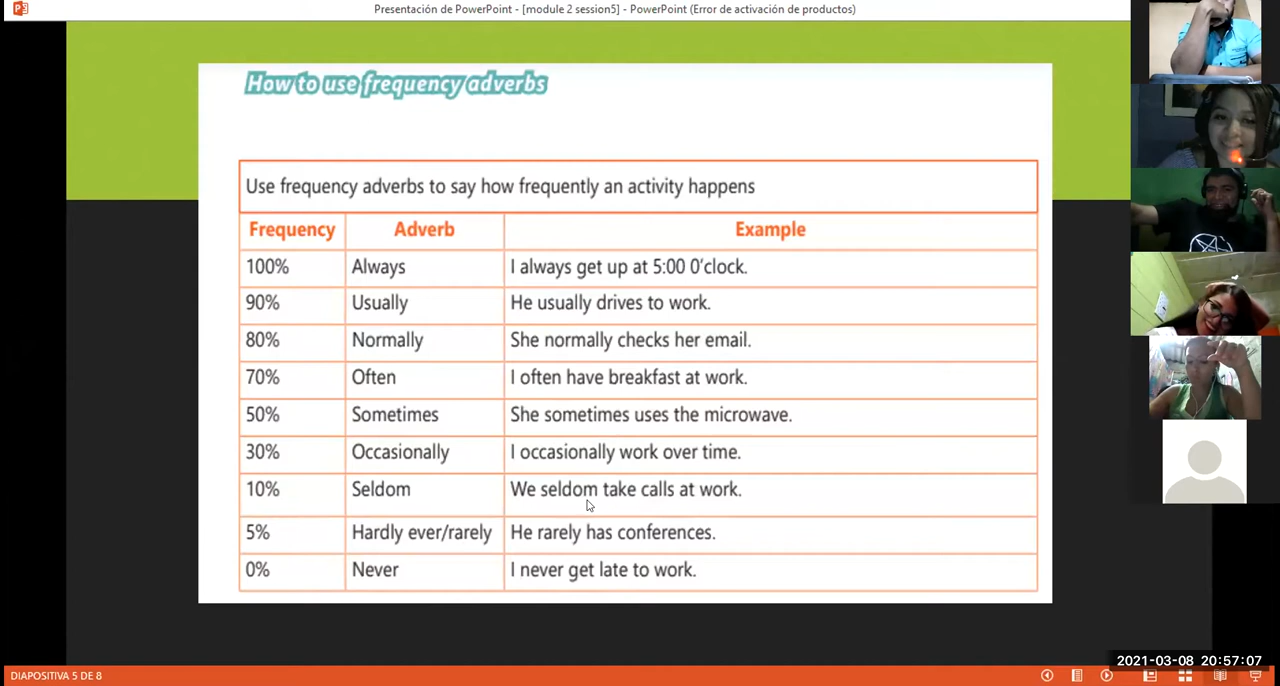 Presentación de PowerPoint - [module 2 session5] - PowerPoint (Error de activación de productos)
How to use frequency adverbs
Use frequency adverbs to say how frequently an activity happens
Frequency Adverb Example
100% Always I always get up at 5:00 0'clock.
90% Usually He usually drives to work.
80% Normally She normally checks her email.
70% Often I often have breakfast at work.
50% Sometimes She sometimes uses the microwave.
30% Occasionally I occasionally work over time.
10% Seldom We seldom take calls at work.
5% Hardly ever/rarely He rarely has conferences.
0% Never I never get late to work.
2021-03-08 20:57:07
DIAPOSITIVA 5 DE 8